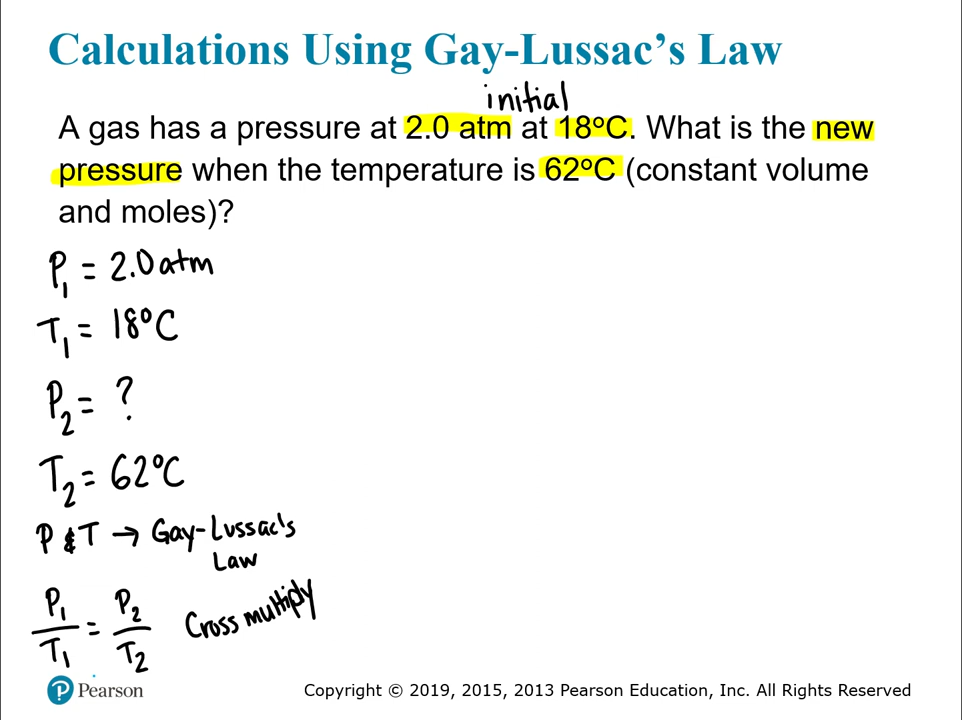 Calculations Using Gay-Lussac's Law
initial
A gas has a pressure at 2.0 atm at 18°C. What is the new
pressure when the temperature is 62°C (constant volume
and moles)?
P₁ = 2.0 atm
T₁ = 18°C
P₂ = ?
T₂ = 62°C
P & T → Gay-Lussac's
Law
P₁/T₁ = P₂/T₂ Cross multiply
Pearson
Copyright © 2019, 2015, 2013 Pearson Education, Inc. All Rights Reserved